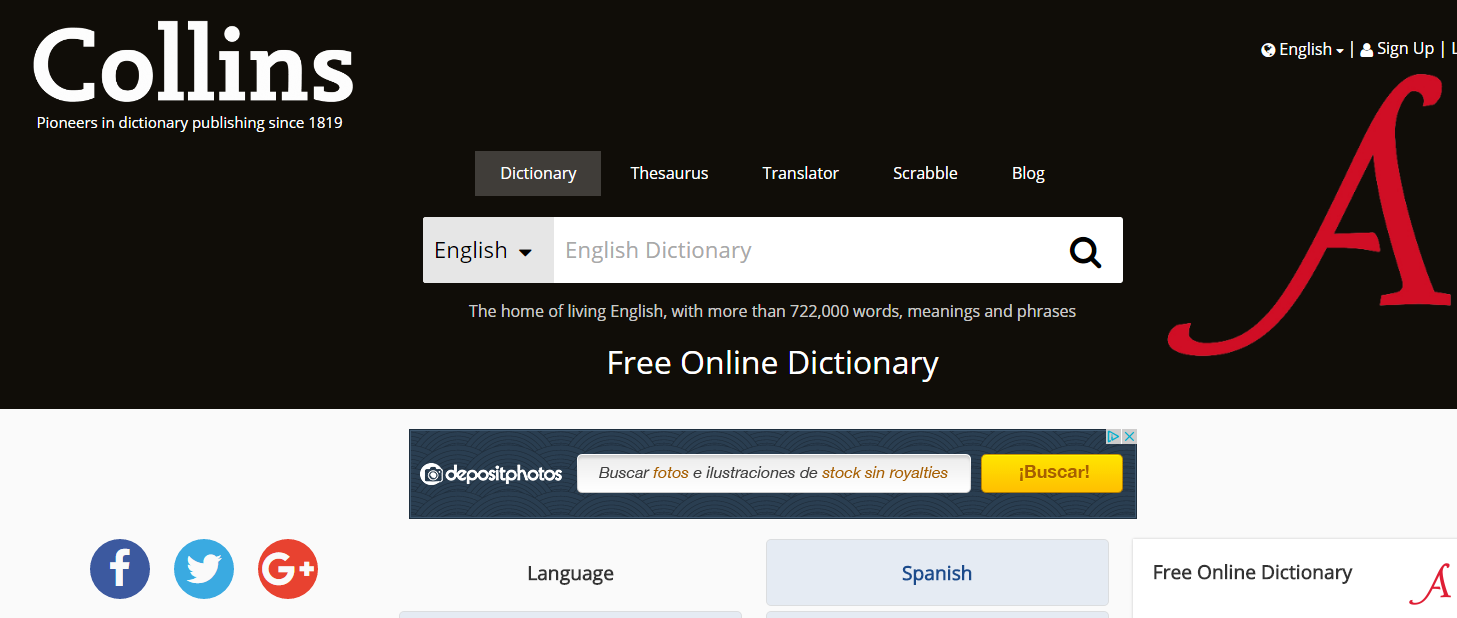 Collins
Pioneers in dictionary publishing since 1819
English | Sign Up |
Dictionary Thesaurus Translator Scrabble Blog
English English Dictionary
The home of living English, with more than 722,000 words, meanings and phrases
Free Online Dictionary
A
depositphotos Buscar fotos e ilustraciones de stock sin royalties ¡Buscar!
f G+ Language Spanish Free Online Dictionary A